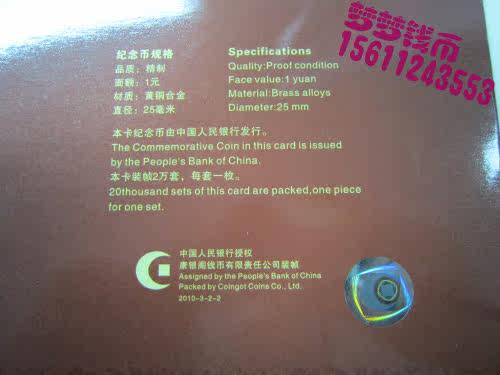 梦梦钱币
15611243553
纪念币规格
品质：精制
面额：1元
材质：黄铜合金
直径：25毫米
Specifications
Quality:Proof condition
Face value:1 yuan
Material:Brass alloys
Diameter:25 mm
本卡纪念币由中国人民银行发行。
The Commemorative Coin in this card is issued
by the People's Bank of China.
本卡装帧2万套，每套一枚。
20thousand sets of this card are packed,one piece
for one set.
中国人民银行授权
康银阁钱币有限责任公司装帧
Assigned by the People's Bank of China
Packed by Coingot Coins Co., Ltd.
2010-3-2-2